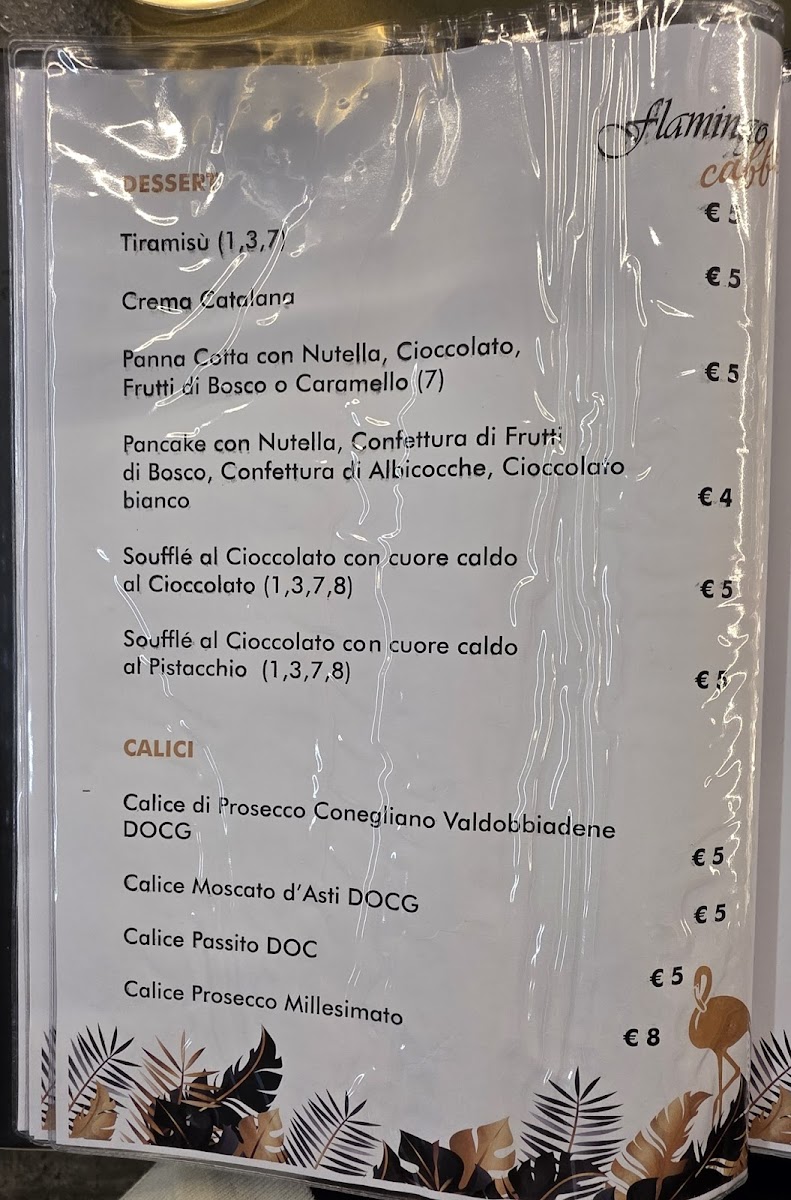 flamingo
caff
DESSERT
€ 5
Tiramisù (1,3,7)
€ 5
Crema Catalana
Panna Cotta con Nutella, Cioccolato,
Frutti di Bosco o Caramello (7)
€ 5
Pancake con Nutella, Confettura di Frutti
di Bosco, Confettura di Albicocche, Cioccolato
bianco
€ 4
Soufflé al Cioccolato con cuore caldo
al Cioccolato (1,3,7,8)
€ 5
Soufflé al Cioccolato con cuore caldo
al Pistacchio (1,3,7,8)
€ 5
CALICI
Calice di Prosecco Conegliano Valdobbiadene
DOCG
€ 5
Calice Moscato d'Asti DOCG
€ 5
Calice Passito DOC
€ 5
Calice Prosecco Millesimato
€ 8